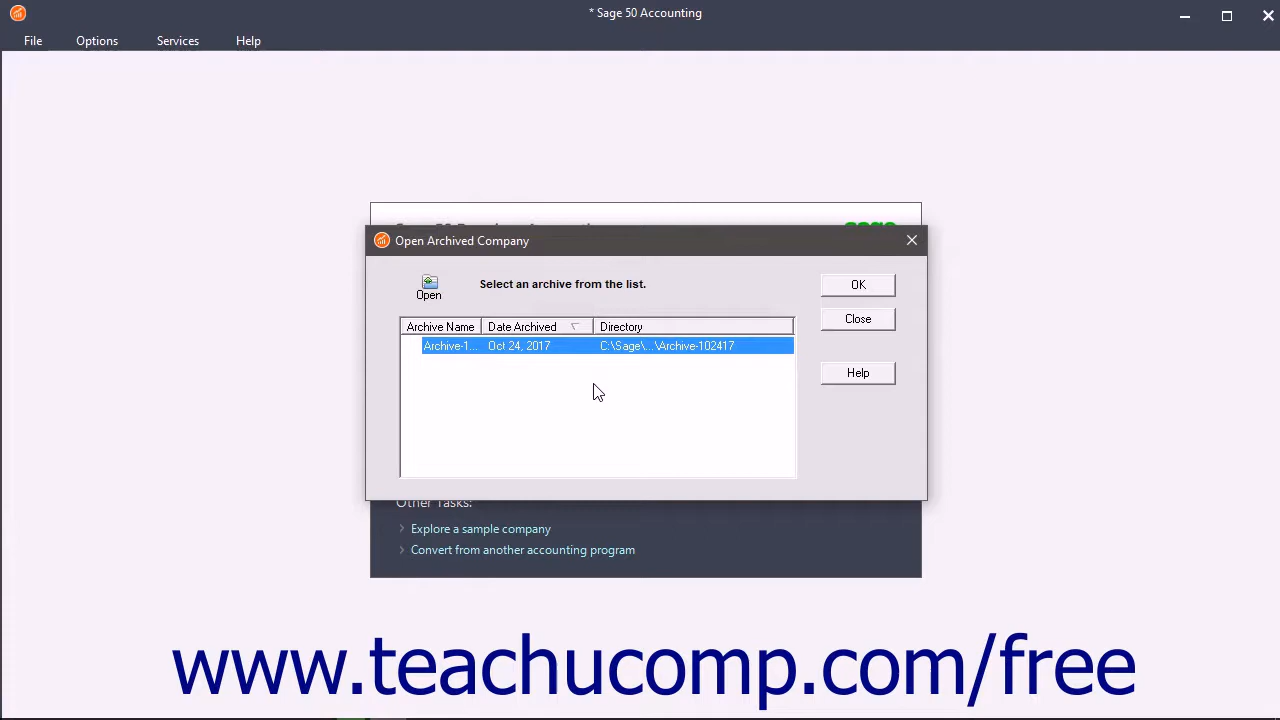 * Sage 50 Accounting
File Options Services Help
Open Archived Company
Open
Select an archive from the list.
OK
Close
Help
Archive Name Date Archived Directory
Archive-1... Oct 24, 2017 C:\Sage\...\Archive-102417
Other Tasks:
Explore a sample company
Convert from another accounting program
www.teachucomp.com/free